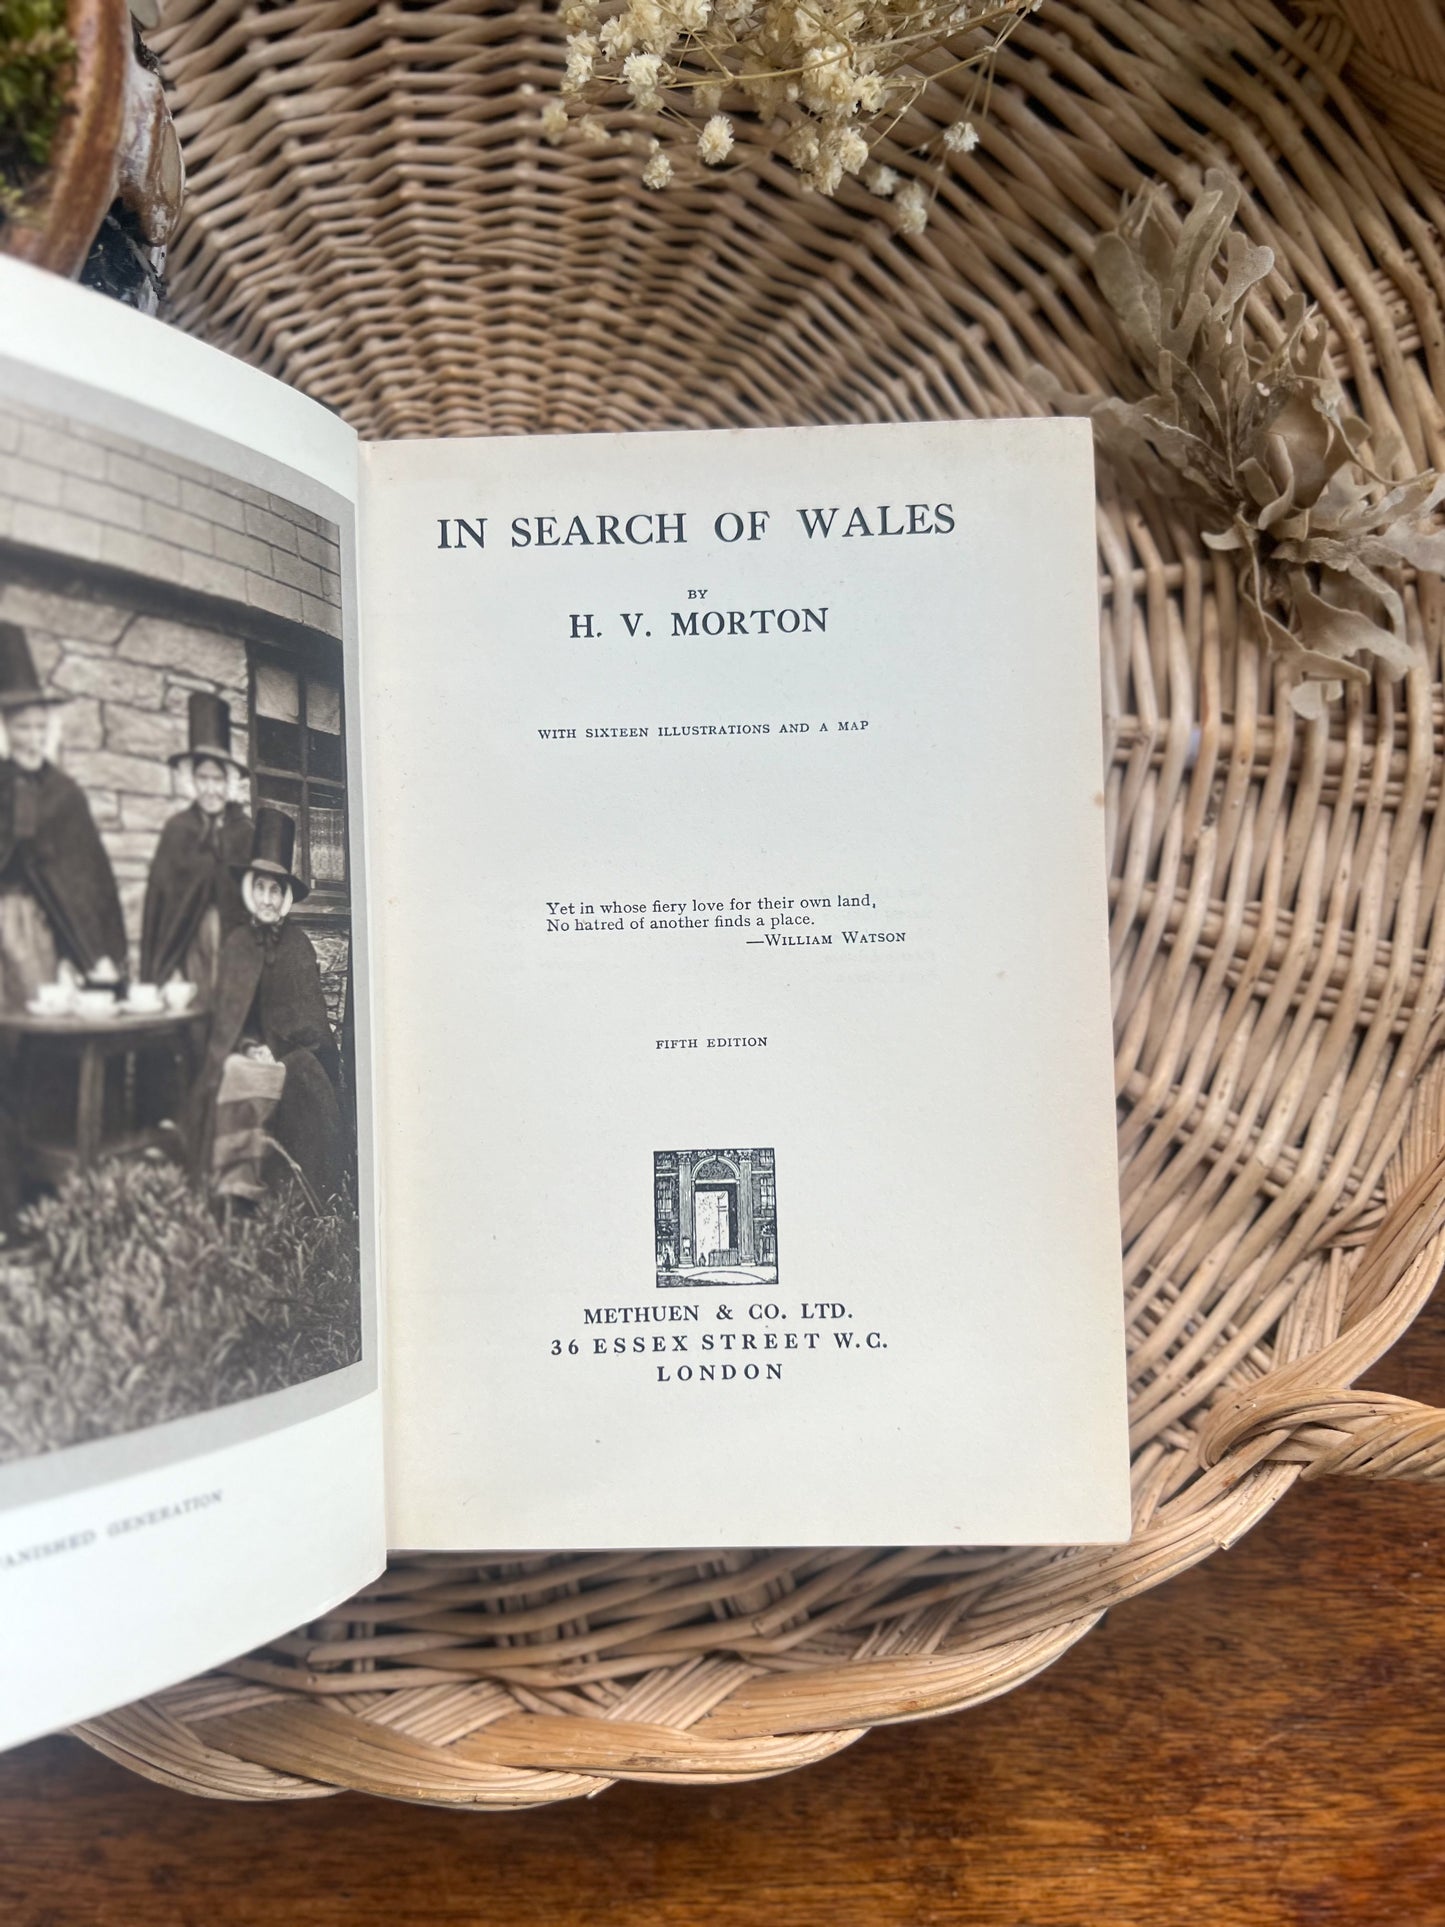 IN SEARCH OF WALES
BY
H. V. MORTON
WITH SIXTEEN ILLUSTRATIONS AND A MAP
Yet in whose fiery love for their own land,
No hatred of another finds a place.
—WILLIAM WATSON
FIFTH EDITION
METHUEN & CO. LTD.
36 ESSEX STREET W.C.
LONDON
VANISHED GENERATION